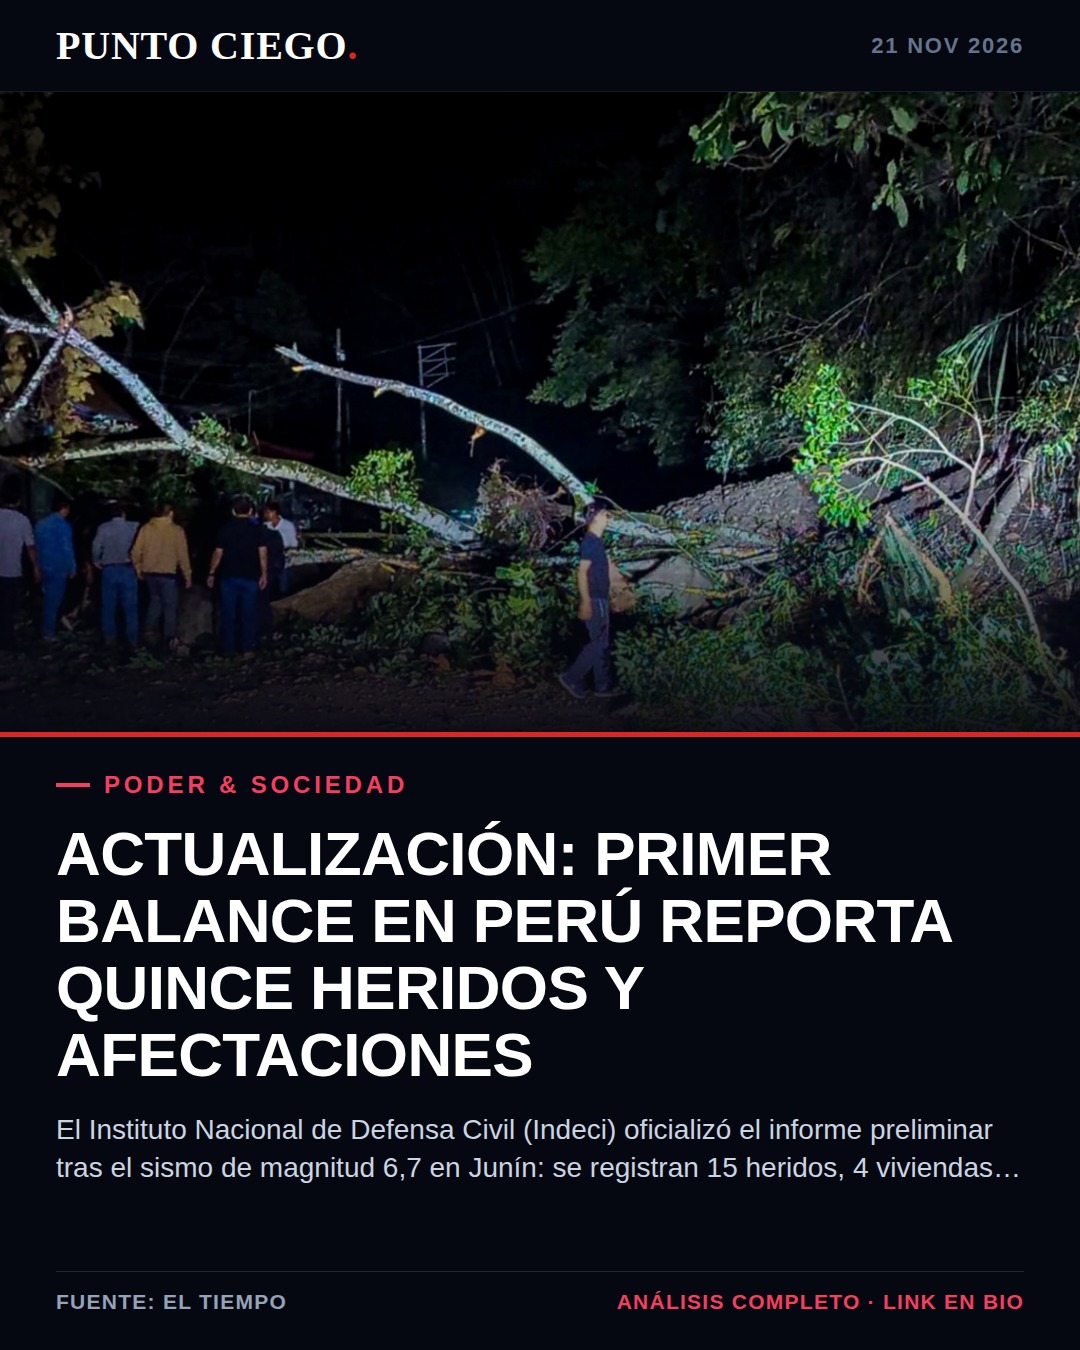 PUNTO CIEGO.
21 NOV 2026
PODER & SOCIEDAD
ACTUALIZACIÓN: PRIMER
BALANCE EN PERÚ REPORTA
QUINCE HERIDOS Y
AFECTACIONES
El Instituto Nacional de Defensa Civil (Indeci) oficializó el informe preliminar
tras el sismo de magnitud 6,7 en Junín: se registran 15 heridos, 4 viviendas…
FUENTE: EL TIEMPO
ANÁLISIS COMPLETO · LINK EN BIO